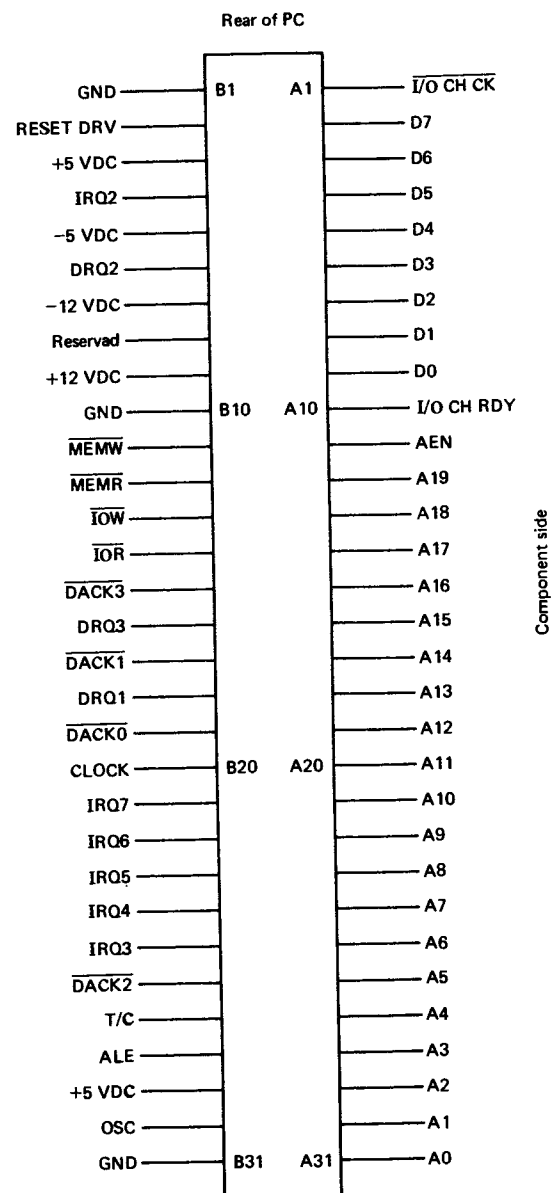 Rear of PC
GND B1 A1 I/O CH CK
RESET DRV D7
+5 VDC D6
IRQ2 D5
−5 VDC D4
DRQ2 D3
−12 VDC D2
Reservad D1
+12 VDC D0
GND B10 A10 I/O CH RDY
MEMW AEN
MEMR A19
IOW A18
IOR A17
DACK3 A16
DRQ3 A15
DACK1 A14
DRQ1 A13
DACK0 A12
CLOCK B20 A20 A11
IRQ7 A10
IRQ6 A9
IRQ5 A8
IRQ4 A7
IRQ3 A6
DACK2 A5
T/C A4
ALE A3
+5 VDC A2
OSC A1
GND B31 A31 A0
Component side